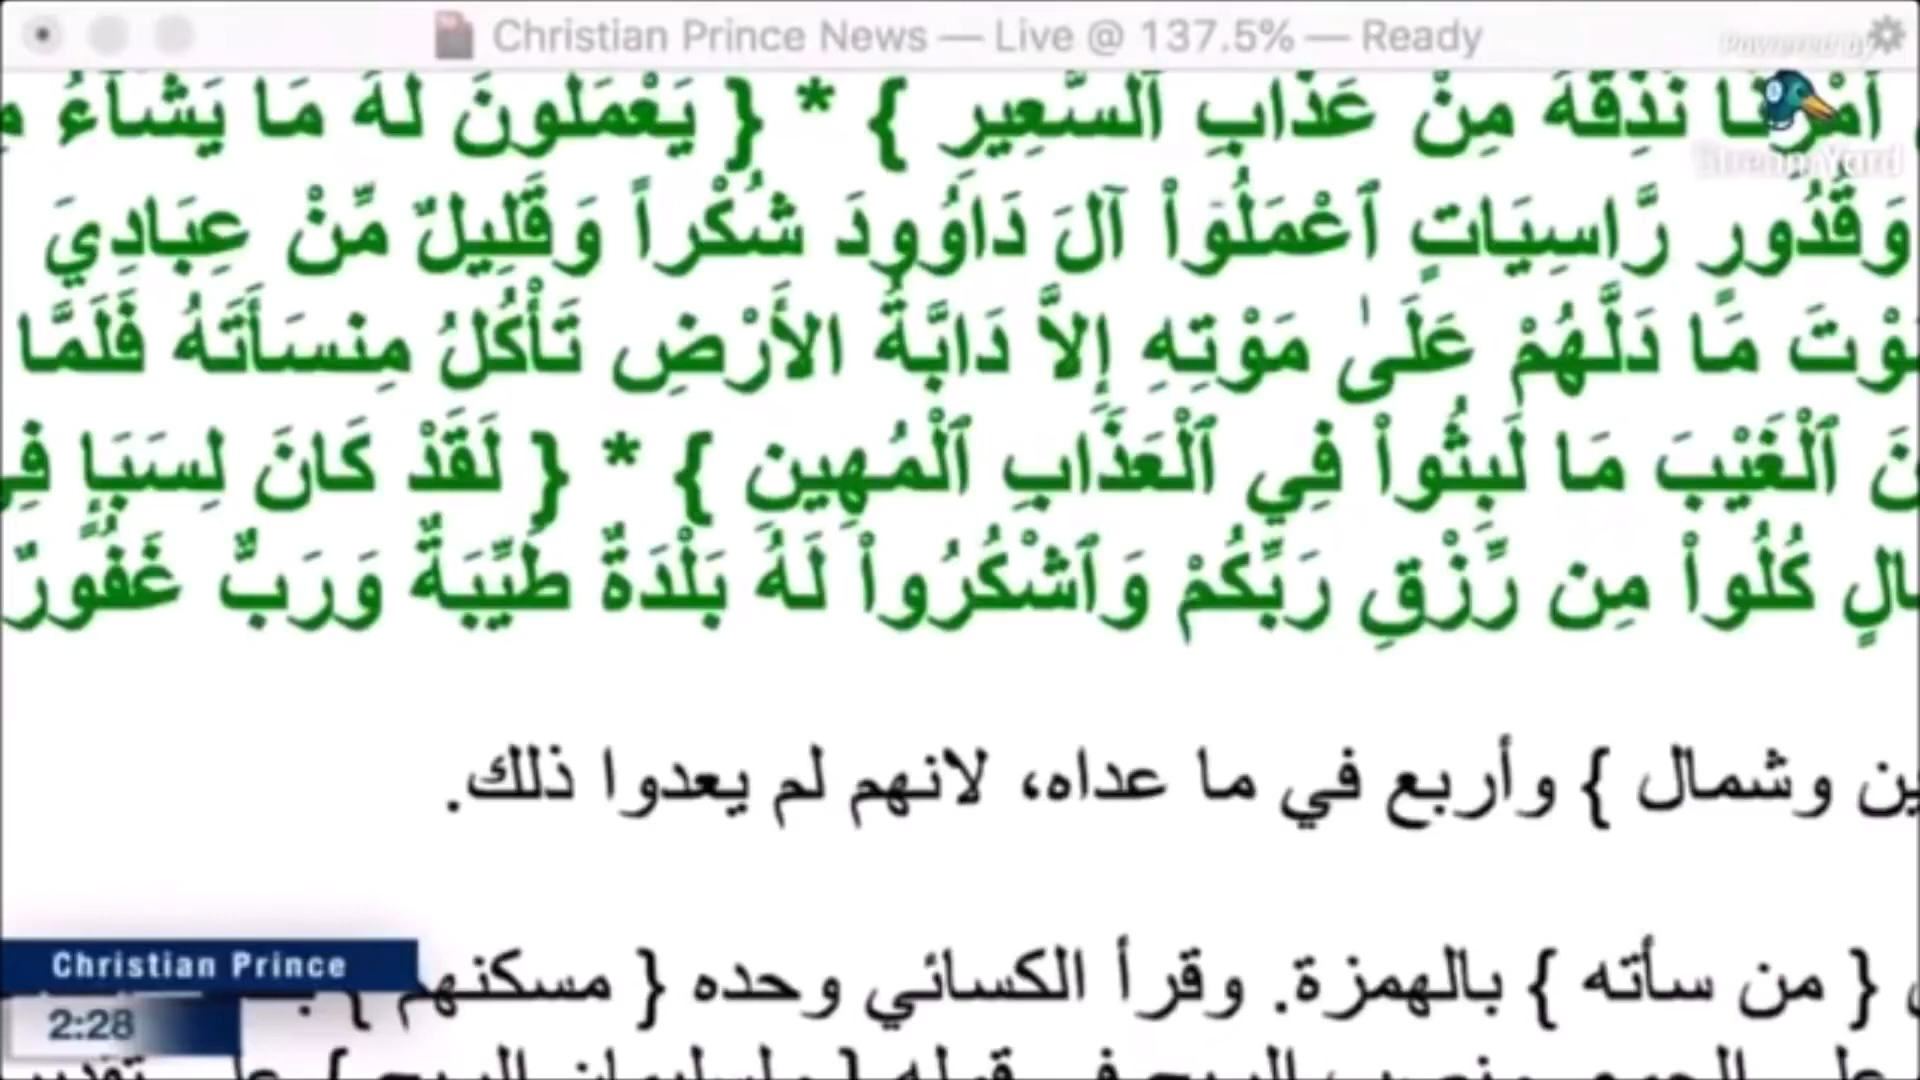 Christian Prince News — Live @ 137.5% — Ready
Powered by
StreamYard
أَمْرِنَا نُذِقْهُ مِنْ عَذَابِ ٱلسَّعِيرِ } * { يَعْمَلُونَ لَهُ مَا يَشَآءُ
وَقُدُورٍ رَّاسِيَاتٍ ٱعْمَلُوۤاْ آلَ دَاوُودَ شُكْراً وَقَلِيلٌ مِّنْ عِبَادِيَ
مَا دَلَّهُمْ عَلَىٰ مَوْتِهِ إِلاَّ دَابَّةُ الأَرْضِ تَأْكُلُ مِنسَأَتَهُ فَلَمَّا
ٱلْغَيْبَ مَا لَبِثُواْ فِي ٱلْعَذَابِ ٱلْمُهِينِ } * { لَقَدْ كَانَ لِسَبَإٍ فِي
كُلُواْ مِن رِّزْقِ رَبِّكُمْ وَٱشْكُرُواْ لَهُ بَلْدَةٌ طَيِّبَةٌ وَرَبٌّ غَفُورٌ
وشمال } وأربع في ما عداه، لانهم لم يعدوا ذلك.
{ من سأته } بالهمزة. وقرأ الكسائي وحده { مسكنهم }
Christian Prince
2:28